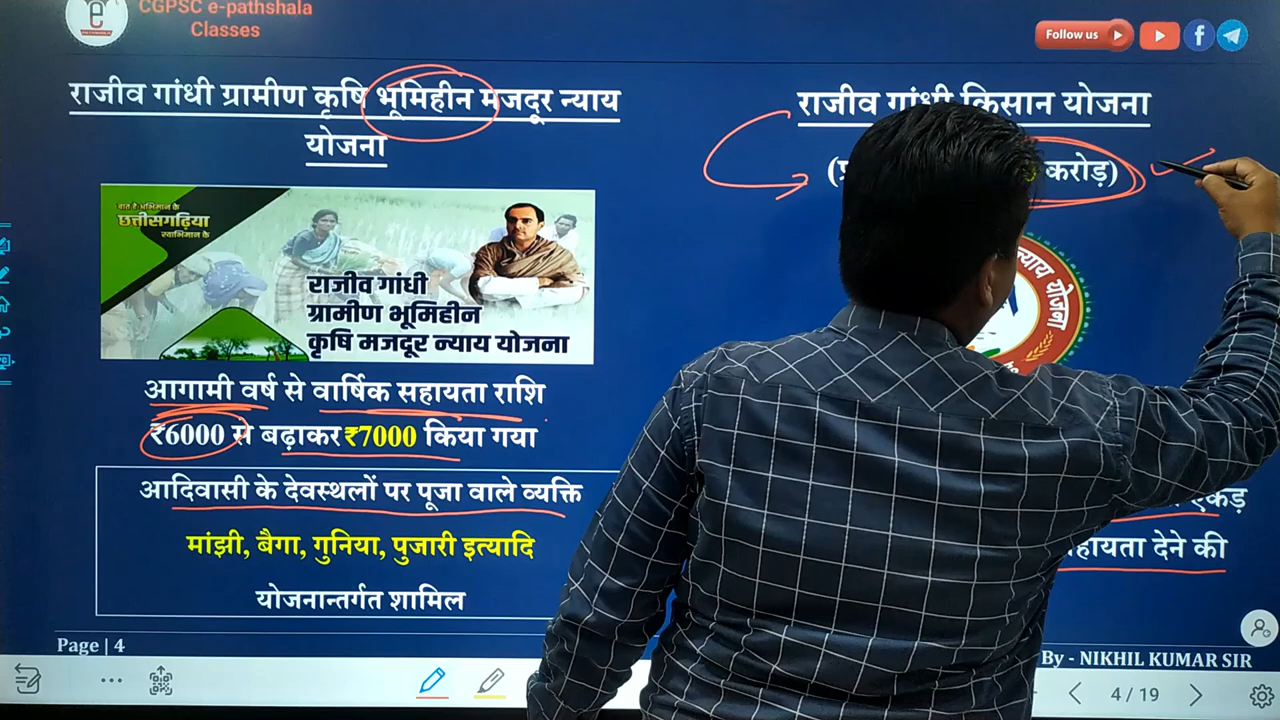 CGPSC e-pathshala
Classes
Follow us
राजीव गांधी ग्रामीण कृषि भूमिहीन मजदूर न्याय
योजना
बात है अभिमान के
छत्तीसगढ़िया
स्वाभिमान के
राजीव गांधी
ग्रामीण भूमिहीन
कृषि मजदूर न्याय योजना
आगामी वर्ष से वार्षिक सहायता राशि
₹6000 से बढ़ाकर ₹7000 किया गया
आदिवासी के देवस्थलों पर पूजा वाले व्यक्ति
मांझी, बैगा, गुनिया, पुजारी इत्यादि
योजनान्तर्गत शामिल
Page | 4
राजीव गांधी किसान योजना
करोड़)
योजना
एकड़
देने की
By - NIKHIL KUMAR SIR
4 / 19